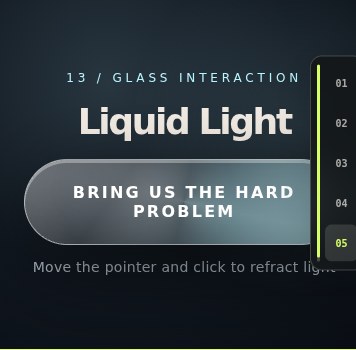 13 / GLASS INTERACTION
Liquid Light
BRING US THE HARD
PROBLEM
Move the pointer and click to refract light
01
02
03
04
05